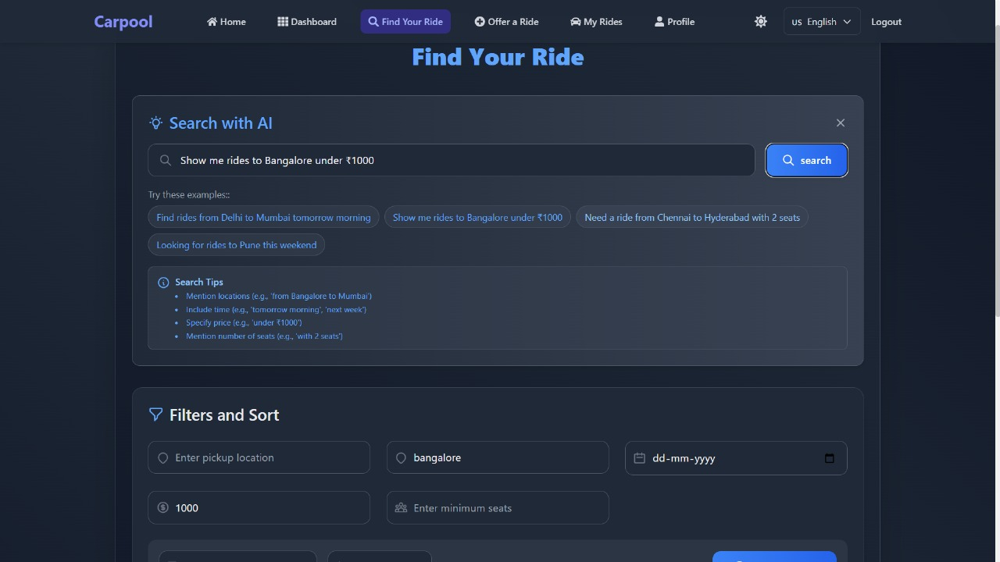 Carpool Home Dashboard Find Your Ride Offer a Ride My Rides Profile us English Logout
Find Your Ride
Search with AI
Show me rides to Bangalore under ₹1000 search
Try these examples::
Find rides from Delhi to Mumbai tomorrow morning Show me rides to Bangalore under ₹1000 Need a ride from Chennai to Hyderabad with 2 seats
Looking for rides to Pune this weekend
Search Tips
• Mention locations (e.g., 'from Bangalore to Mumbai')
• Include time (e.g., 'tomorrow morning', 'next week')
• Specify price (e.g., 'under ₹1000')
• Mention number of seats (e.g., 'with 2 seats')
Filters and Sort
Enter pickup location bangalore dd-mm-yyyy
1000 Enter minimum seats